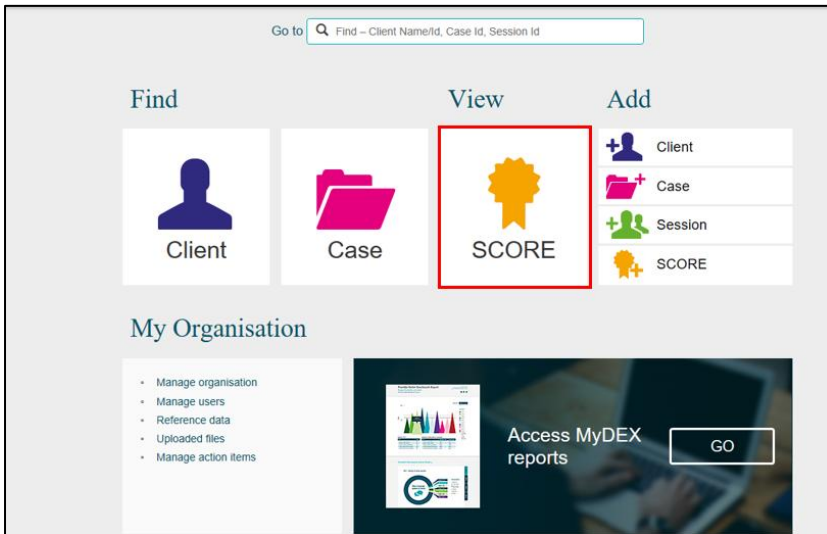 Go to
Find – Client Name/Id, Case Id, Session Id
Find
View
Add
Client
Case
SCORE
Client
Case
Session
SCORE
My Organisation
Manage organisation
Manage users
Reference data
Uploaded files
Manage action items
Access MyDEX
reports
GO